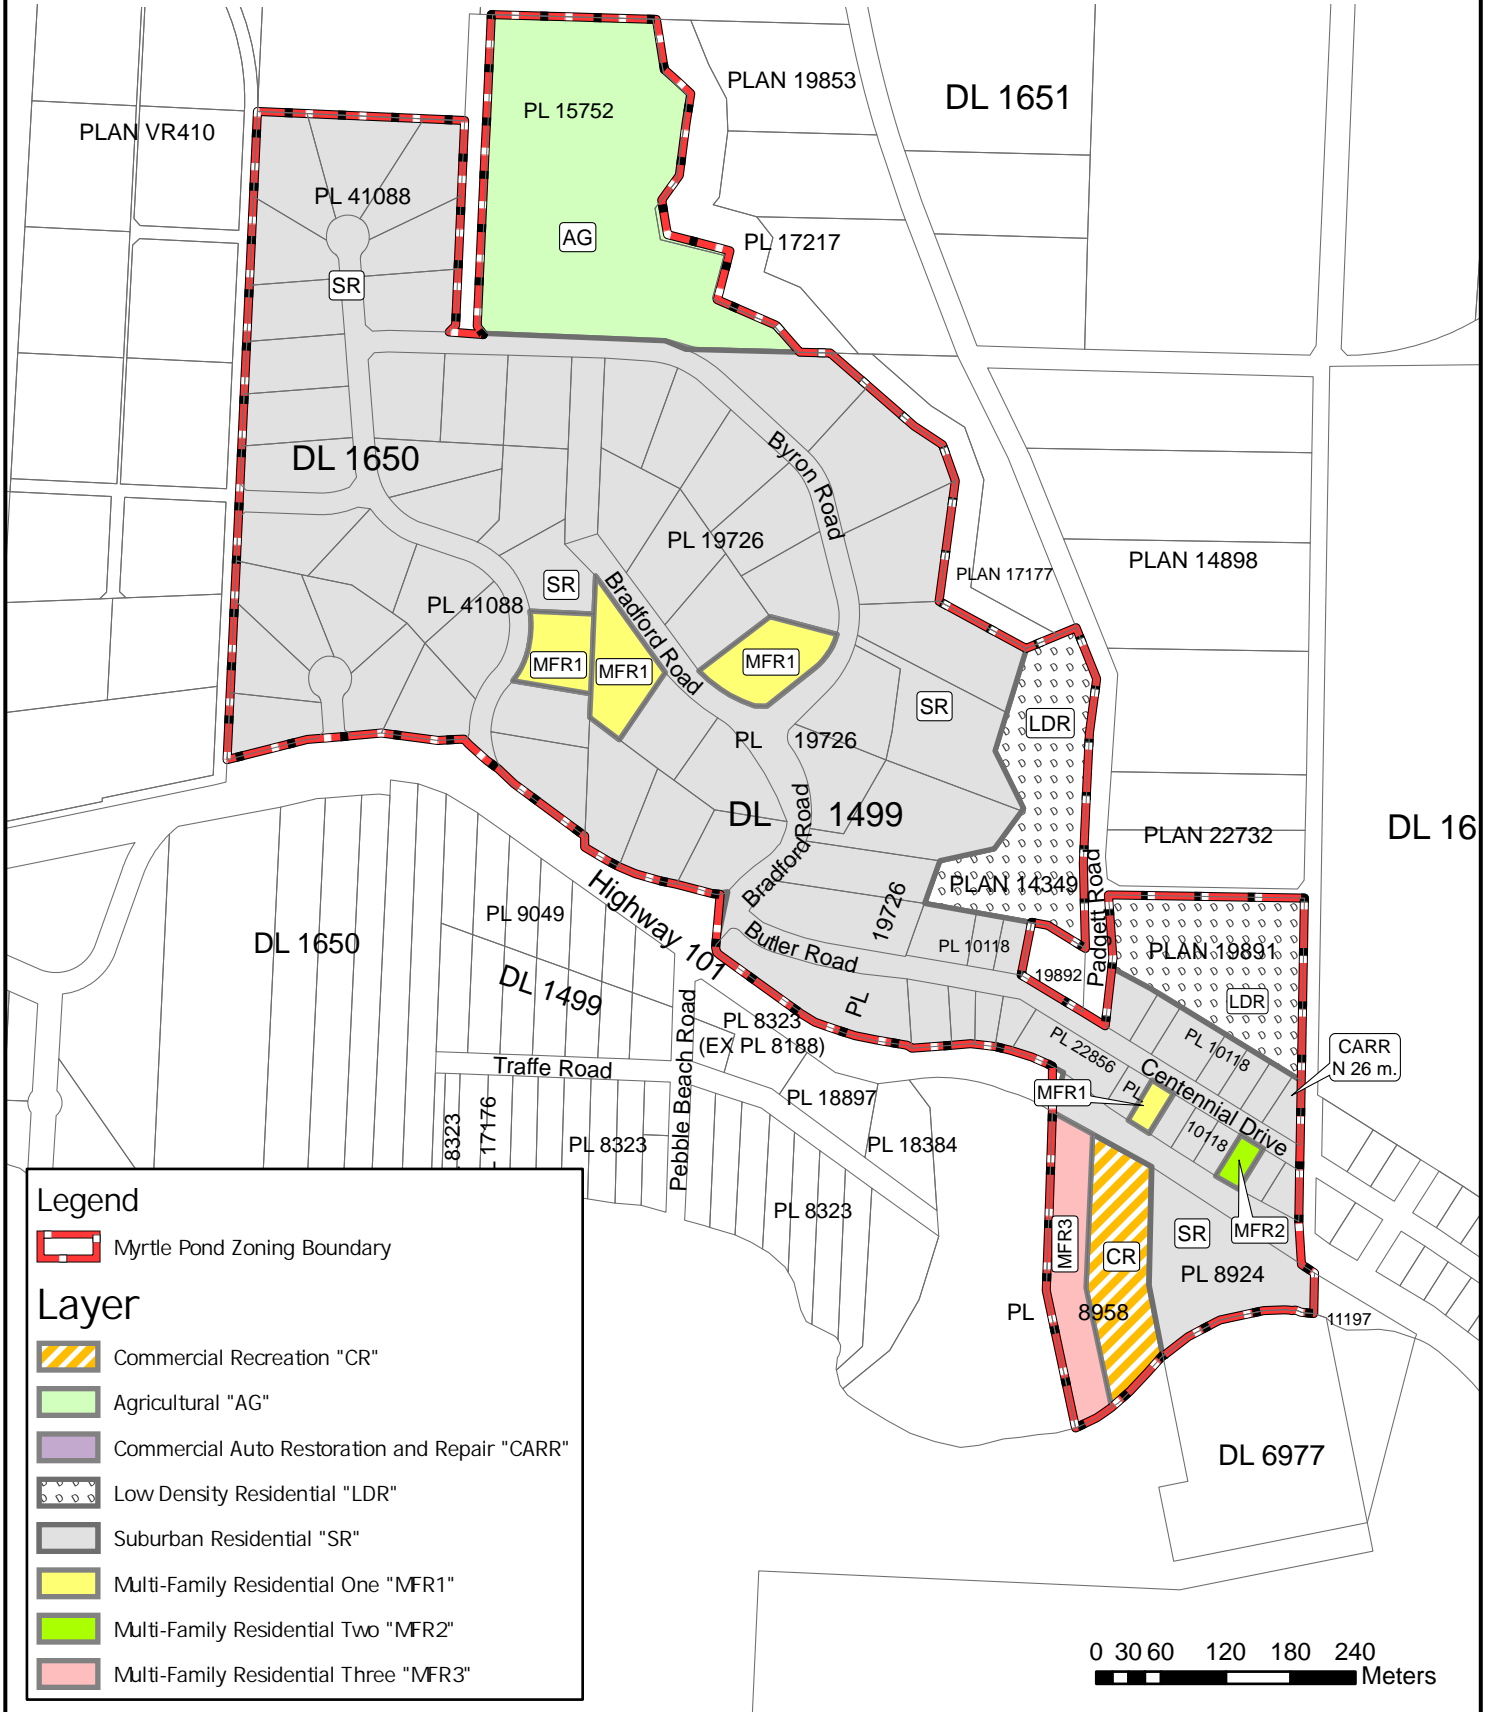 PLAN 19853
DL 1651
PL 15752
PLAN VR410
PL 41088
AG
PL 17217
SR
Byron Road
DL 1650
PL 19726
PLAN 14898
PLAN 17177
SR
Bradford Road
PL 41088
MFR1
MFR1
MFR1
SR
LDR
PL 19726
DL 1499
Bradford Road
PLAN 22732
DL 16
PLAN 14349
Padgett Road
Highway 101
PL 9049
19726
DL 1650
Butler Road
PL 10118
PLAN 19891
19892
DL 1499
LDR
PL
Pebble Beach Road
PL 8323
(EX PL 8188)
PL 22856
PL 10118
CARR
N 26 m.
Traffe Road
Centennial Drive
MFR1
PL
PL 18897
8323
17176
PL 8323
PL 18384
10118
PL 8323
MFR3
CR
SR
MFR2
PL 8924
PL 8958
11197
DL 6977
Legend
Myrtle Pond Zoning Boundary
Layer
Commercial Recreation "CR"
Agricultural "AG"
Commercial Auto Restoration and Repair "CARR"
Low Density Residential "LDR"
Suburban Residential "SR"
Multi-Family Residential One "MFR1"
Multi-Family Residential Two "MFR2"
Multi-Family Residential Three "MFR3"
0 30 60 120 180 240
Meters